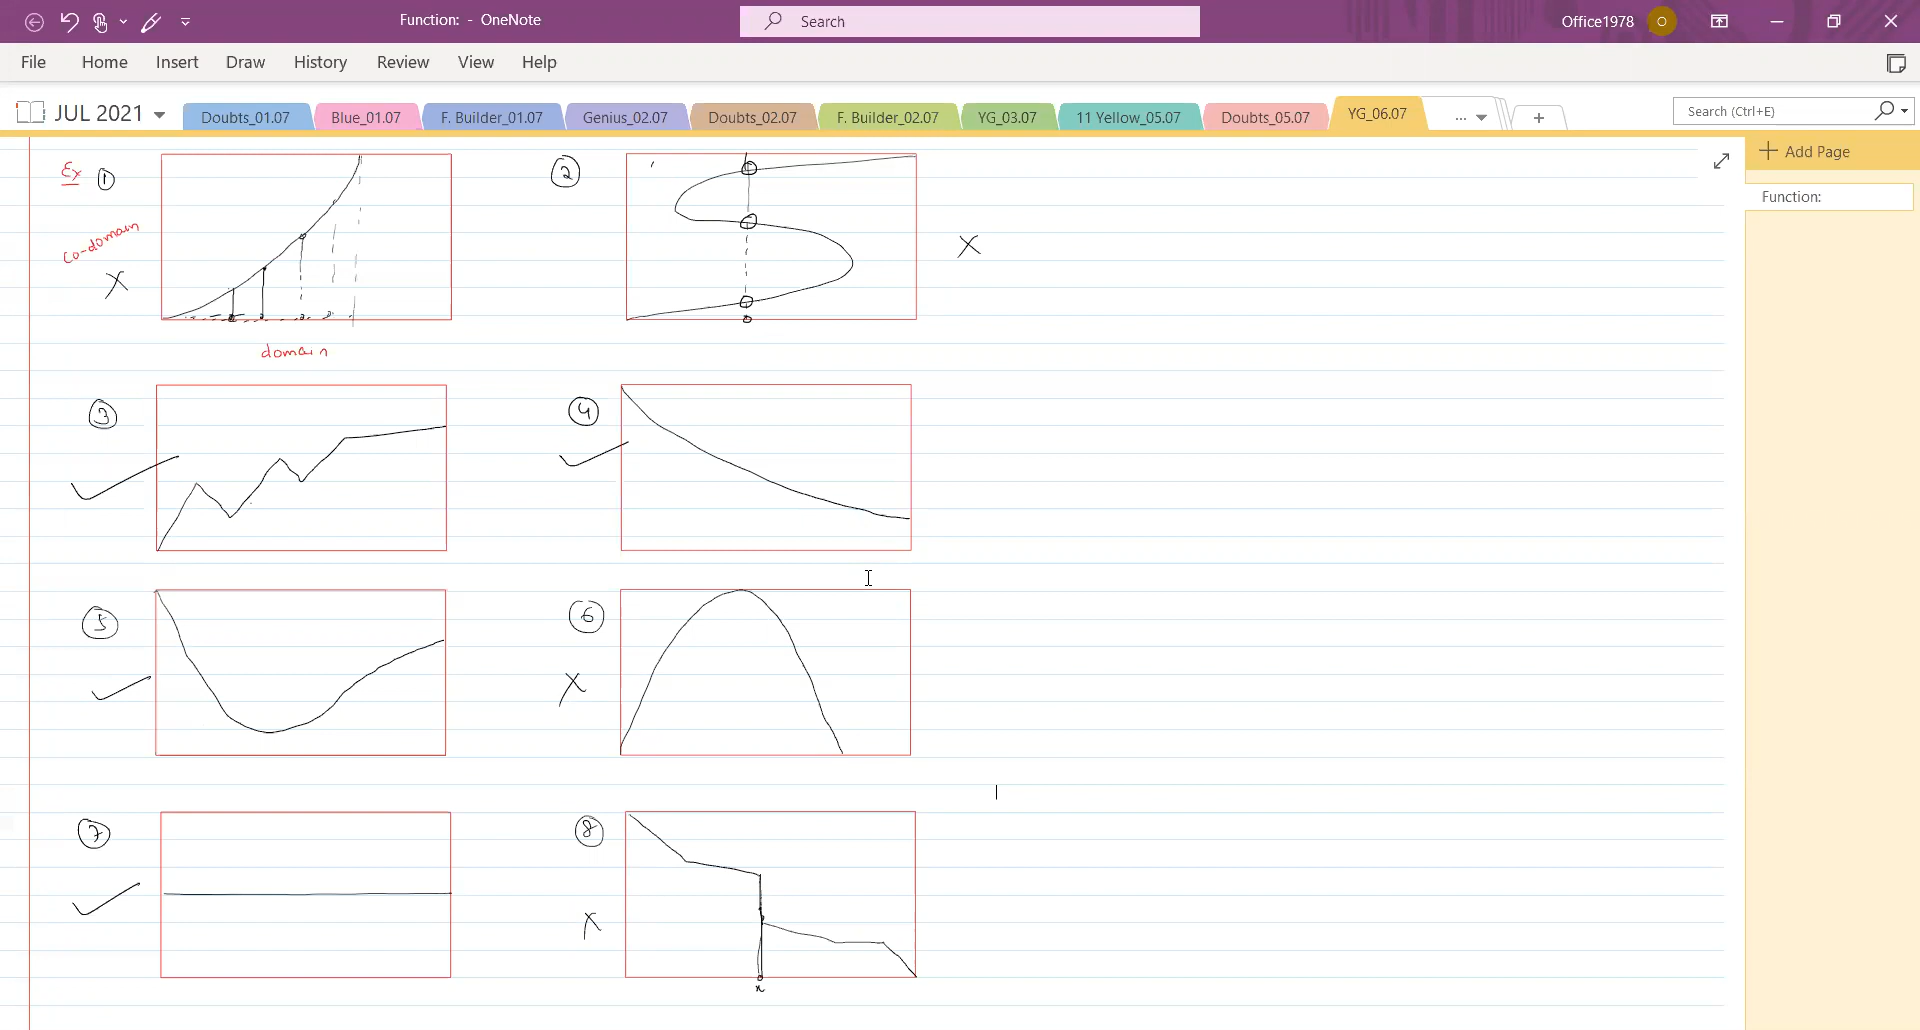 Function: - OneNote
Search
Office1978
O
File Home Insert Draw History Review View Help
JUL 2021
Doubts_01.07
Blue_01.07
F. Builder_01.07
Genius_02.07
Doubts_02.07
F. Builder_02.07
YG_03.07
11 Yellow_05.07
Doubts_05.07
YG_06.07
...
Search (Ctrl+E)
Add Page
Function:
Ex 1
2
co-domain
X
X
domain
3
4
5
6
X
7
8
X
x